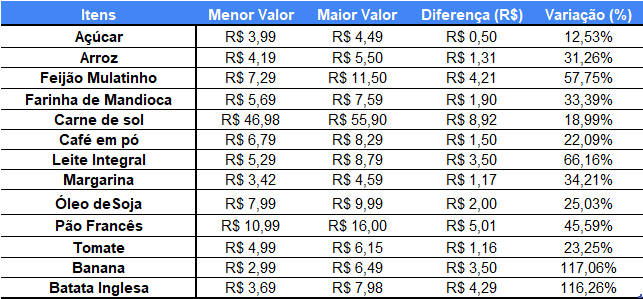 Itens Menor Valor Maior Valor Diferença (R$) Variação (%)
Açúcar R$ 3,99 R$ 4,49 R$ 0,50 12,53%
Arroz R$ 4,19 R$ 5,50 R$ 1,31 31,26%
Feijão Mulatinho R$ 7,29 R$ 11,50 R$ 4,21 57,75%
Farinha de Mandioca R$ 5,69 R$ 7,59 R$ 1,90 33,39%
Carne de sol R$ 46,98 R$ 55,90 R$ 8,92 18,99%
Café em pó R$ 6,79 R$ 8,29 R$ 1,50 22,09%
Leite Integral R$ 5,29 R$ 8,79 R$ 3,50 66,16%
Margarina R$ 3,42 R$ 4,59 R$ 1,17 34,21%
Óleo de Soja R$ 7,99 R$ 9,99 R$ 2,00 25,03%
Pão Francês R$ 10,99 R$ 16,00 R$ 5,01 45,59%
Tomate R$ 4,99 R$ 6,15 R$ 1,16 23,25%
Banana R$ 2,99 R$ 6,49 R$ 3,50 117,06%
Batata Inglesa R$ 3,69 R$ 7,98 R$ 4,29 116,26%